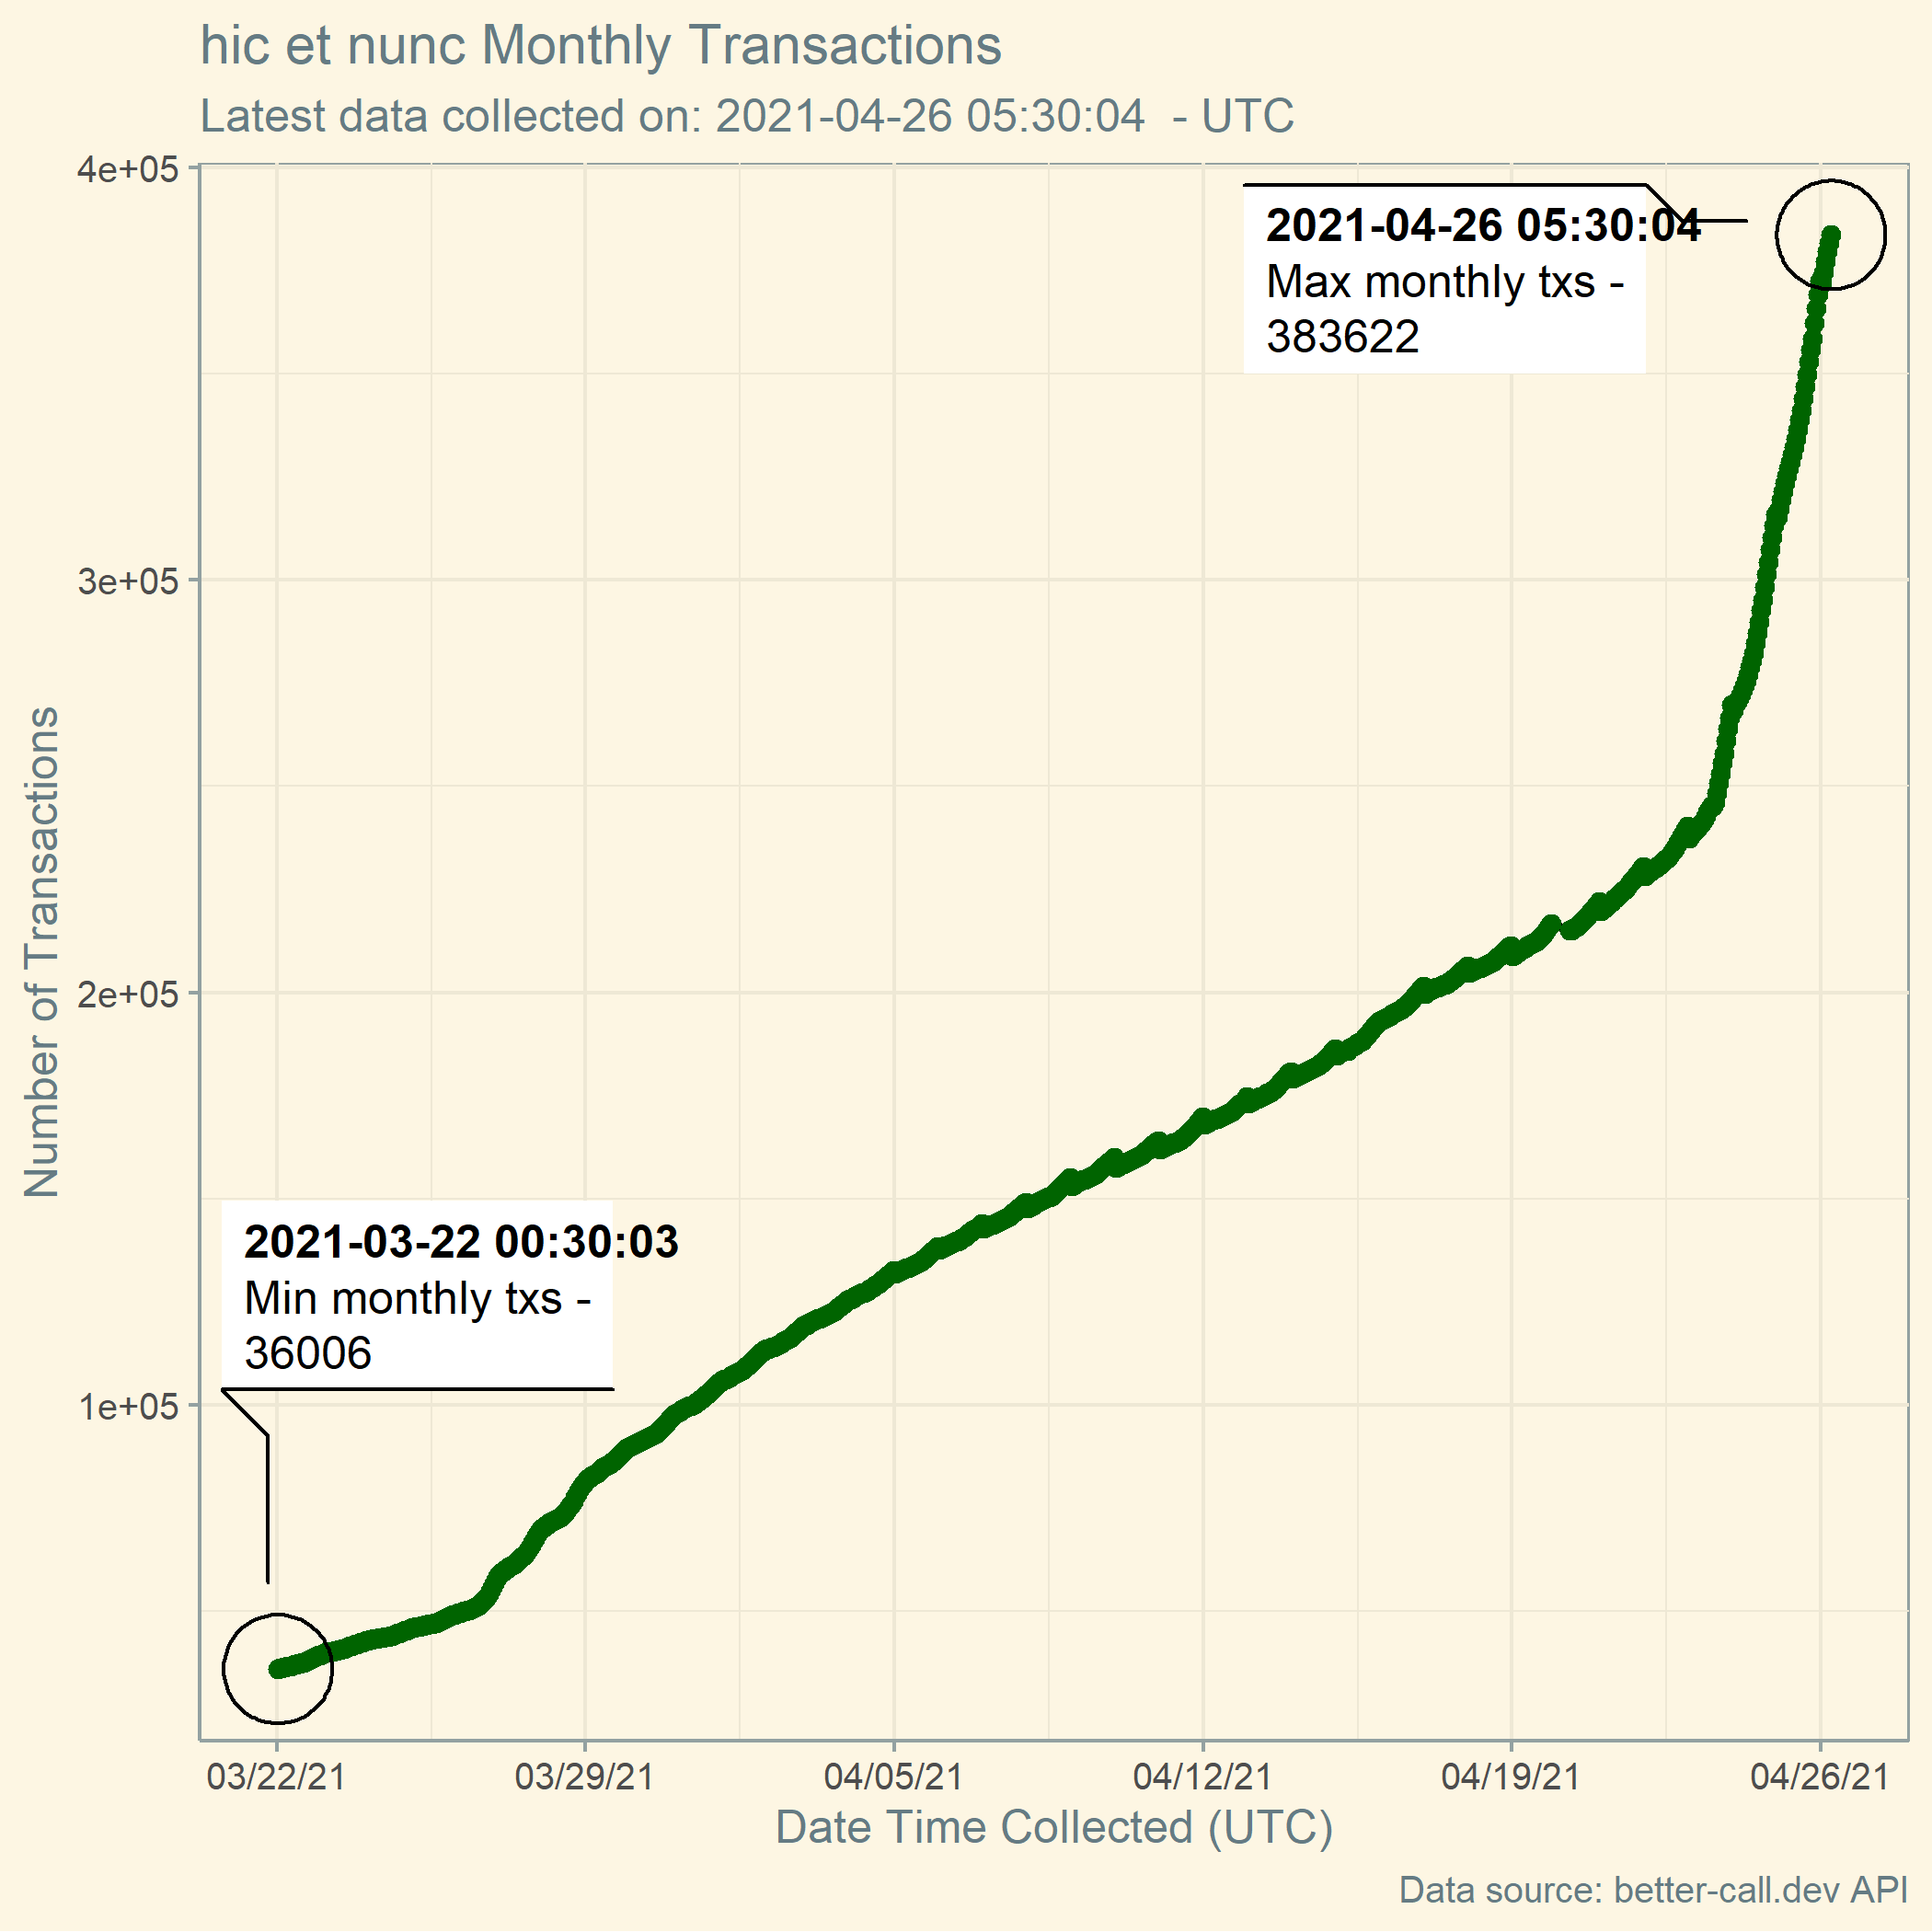 hic et nunc Monthly Transactions
Latest data collected on: 2021-04-26 05:30:04  - UTC
4e+05
3e+05
2e+05
1e+05
Number of Transactions
2021-04-26 05:30:04
Max monthly txs -
383622
2021-03-22 00:30:03
Min monthly txs -
36006
03/22/21
03/29/21
04/05/21
04/12/21
04/19/21
04/26/21
Date Time Collected (UTC)
Data source: better-call.dev API